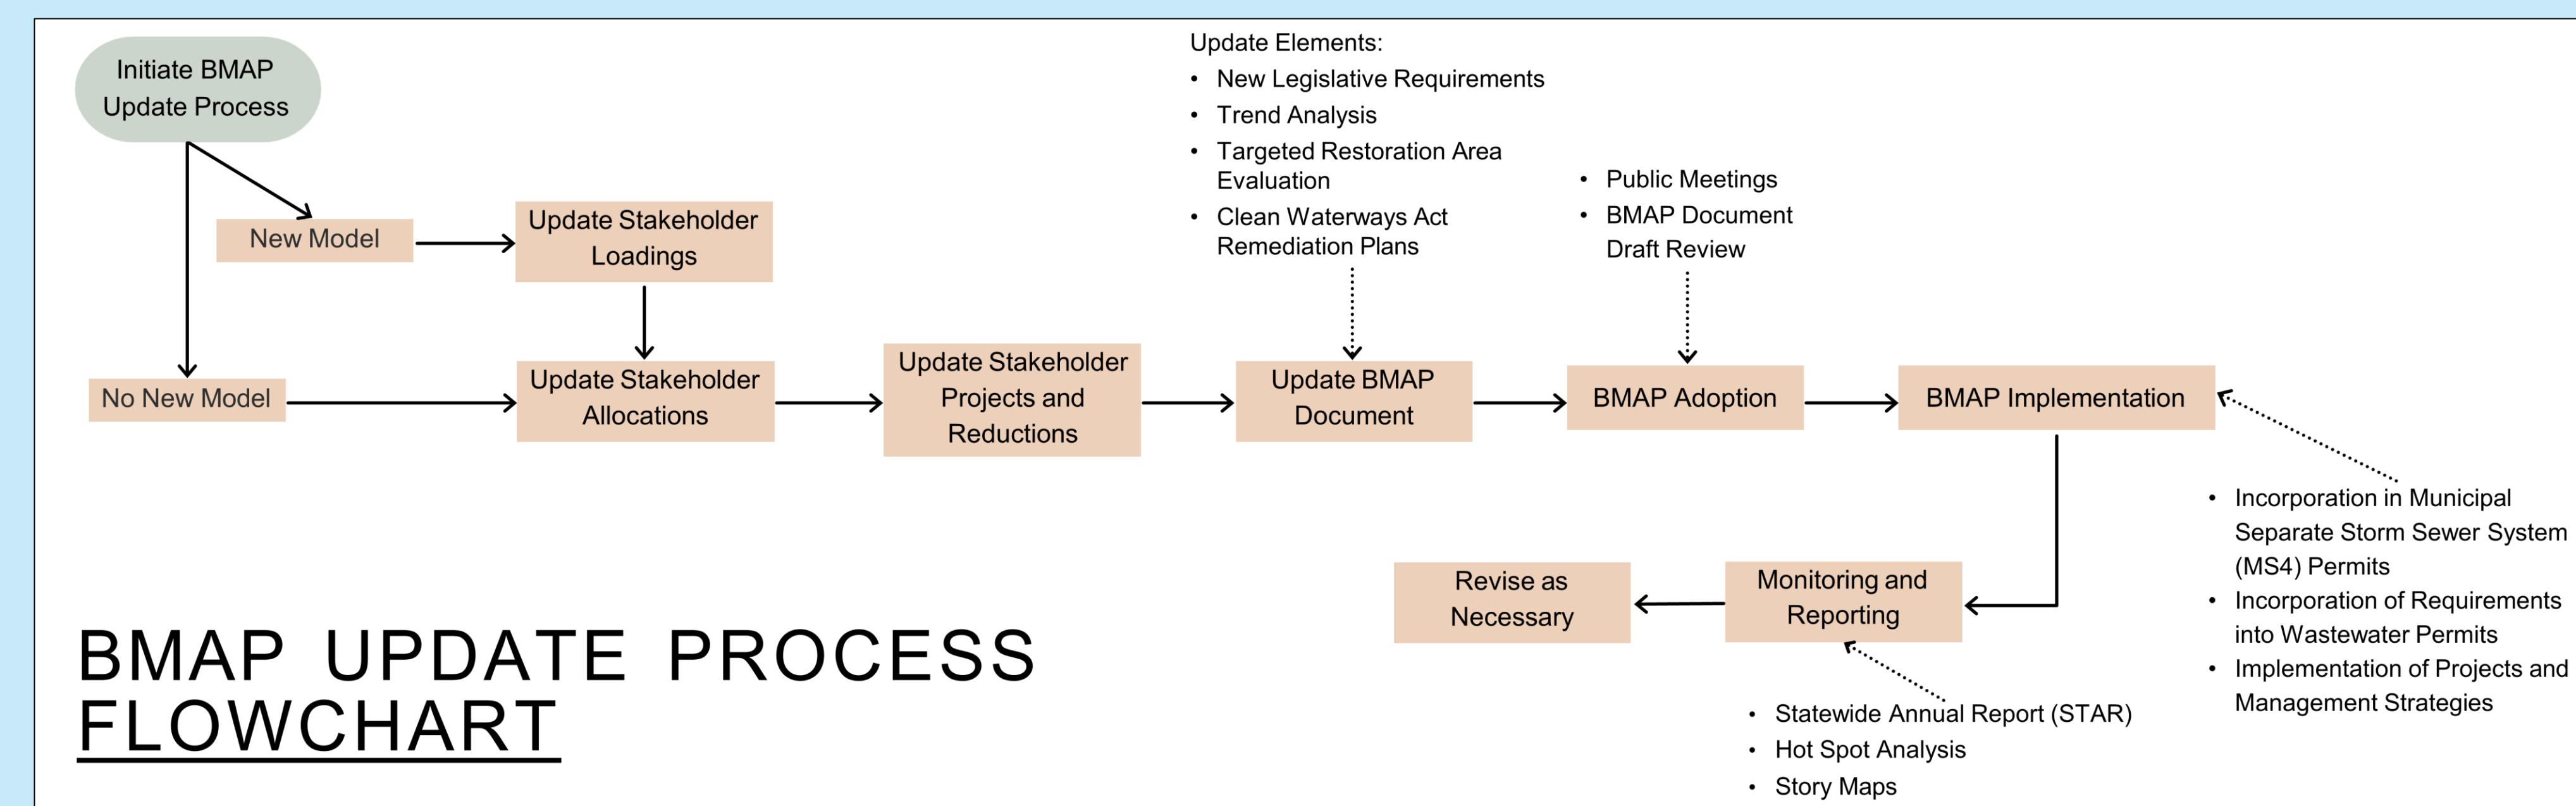 Initiate BMAP
Update Process
New Model
Update Stakeholder
Loadings
No New Model
Update Stakeholder
Allocations
Update Stakeholder
Projects and
Reductions
Update Elements:
• New Legislative Requirements
• Trend Analysis
• Targeted Restoration Area
Evaluation
• Clean Waterways Act
Remediation Plans
Update BMAP
Document
• Public Meetings
• BMAP Document
Draft Review
BMAP Adoption
BMAP Implementation
• Incorporation in Municipal
Separate Storm Sewer System
(MS4) Permits
• Incorporation of Requirements
into Wastewater Permits
• Implementation of Projects and
Management Strategies
Monitoring and
Reporting
• Statewide Annual Report (STAR)
• Hot Spot Analysis
• Story Maps
Revise as
Necessary
BMAP UPDATE PROCESS
FLOWCHART